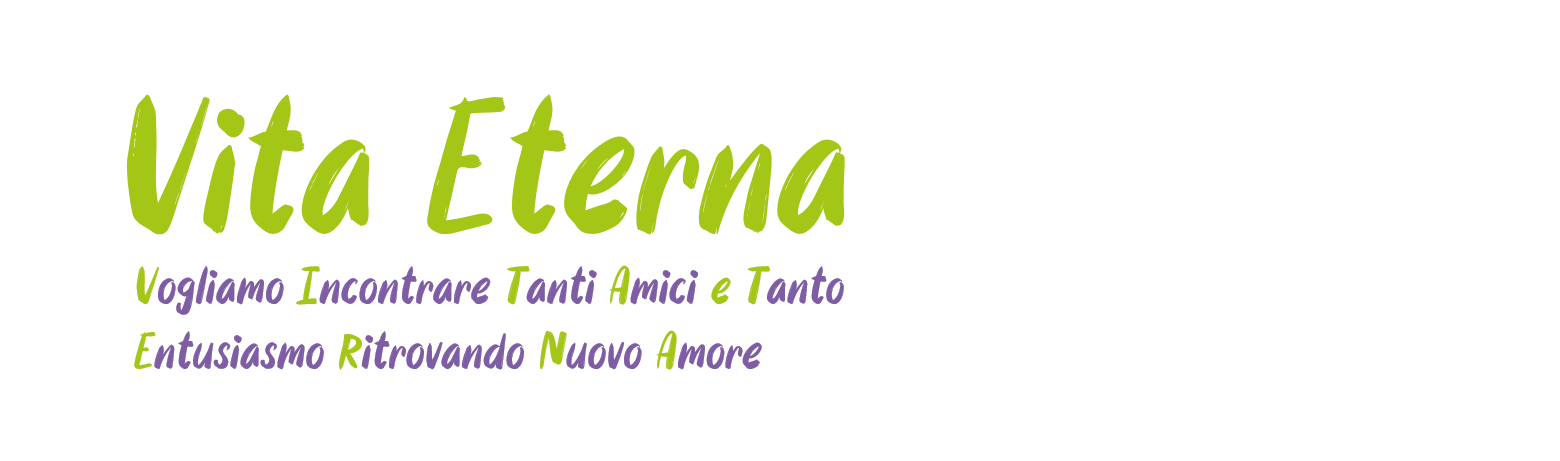 Vita Eterna
Vogliamo Incontrare Tanti Amici e Tanto
Entusiasmo Ritrovando Nuovo Amore